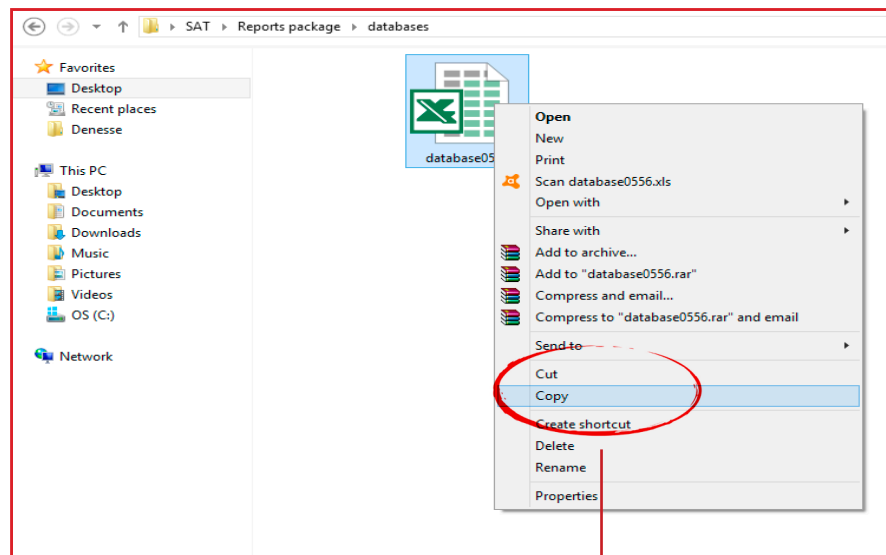 SAT Reports package databases
Favorites
Desktop
Recent places
Denesse
This PC
Desktop
Documents
Downloads
Music
Pictures
Videos
OS (C:)
Network
database05
Open
New
Print
Scan database0556.xls
Open with
Share with
Add to archive...
Add to "database0556.rar"
Compress and email...
Compress to "database0556.rar" and email
Send to
Cut
Copy
Create shortcut
Delete
Rename
Properties